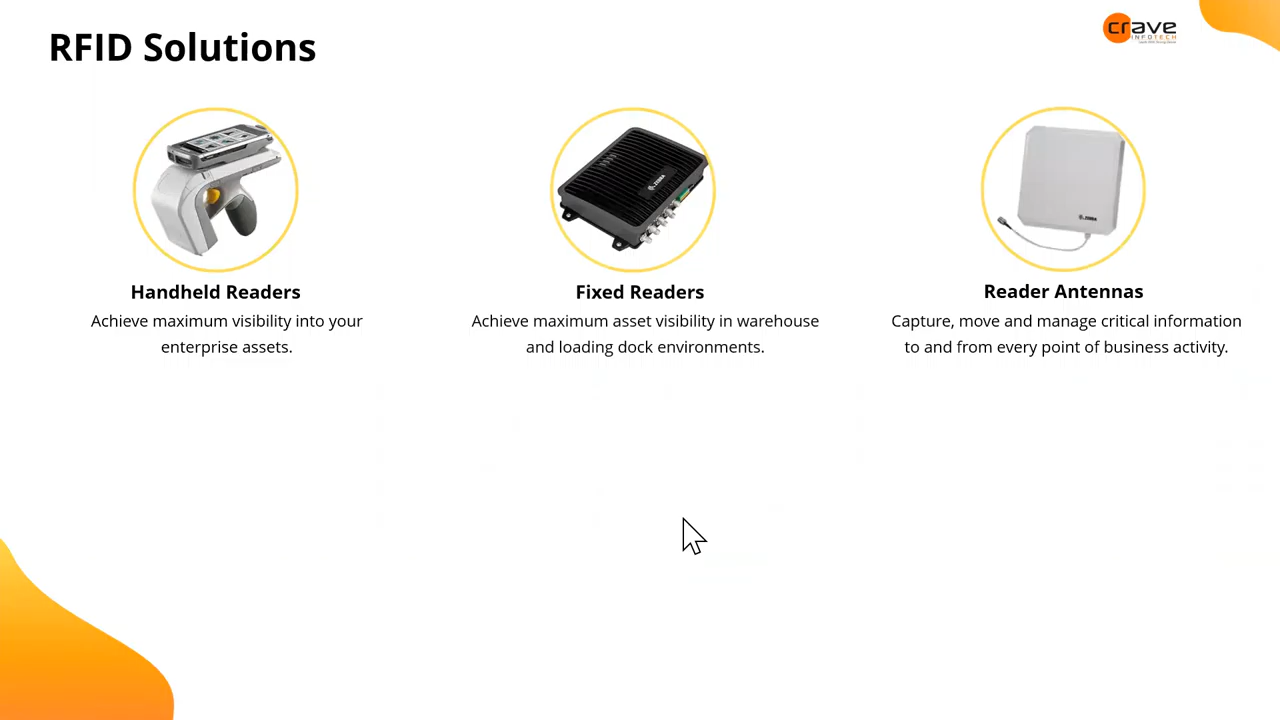 RFID Solutions
crave
INFOTECH
ZEBRA
ZEBRA
Handheld Readers
Achieve maximum visibility into your
enterprise assets.
Fixed Readers
Achieve maximum asset visibility in warehouse
and loading dock environments.
Reader Antennas
Capture, move and manage critical information
to and from every point of business activity.